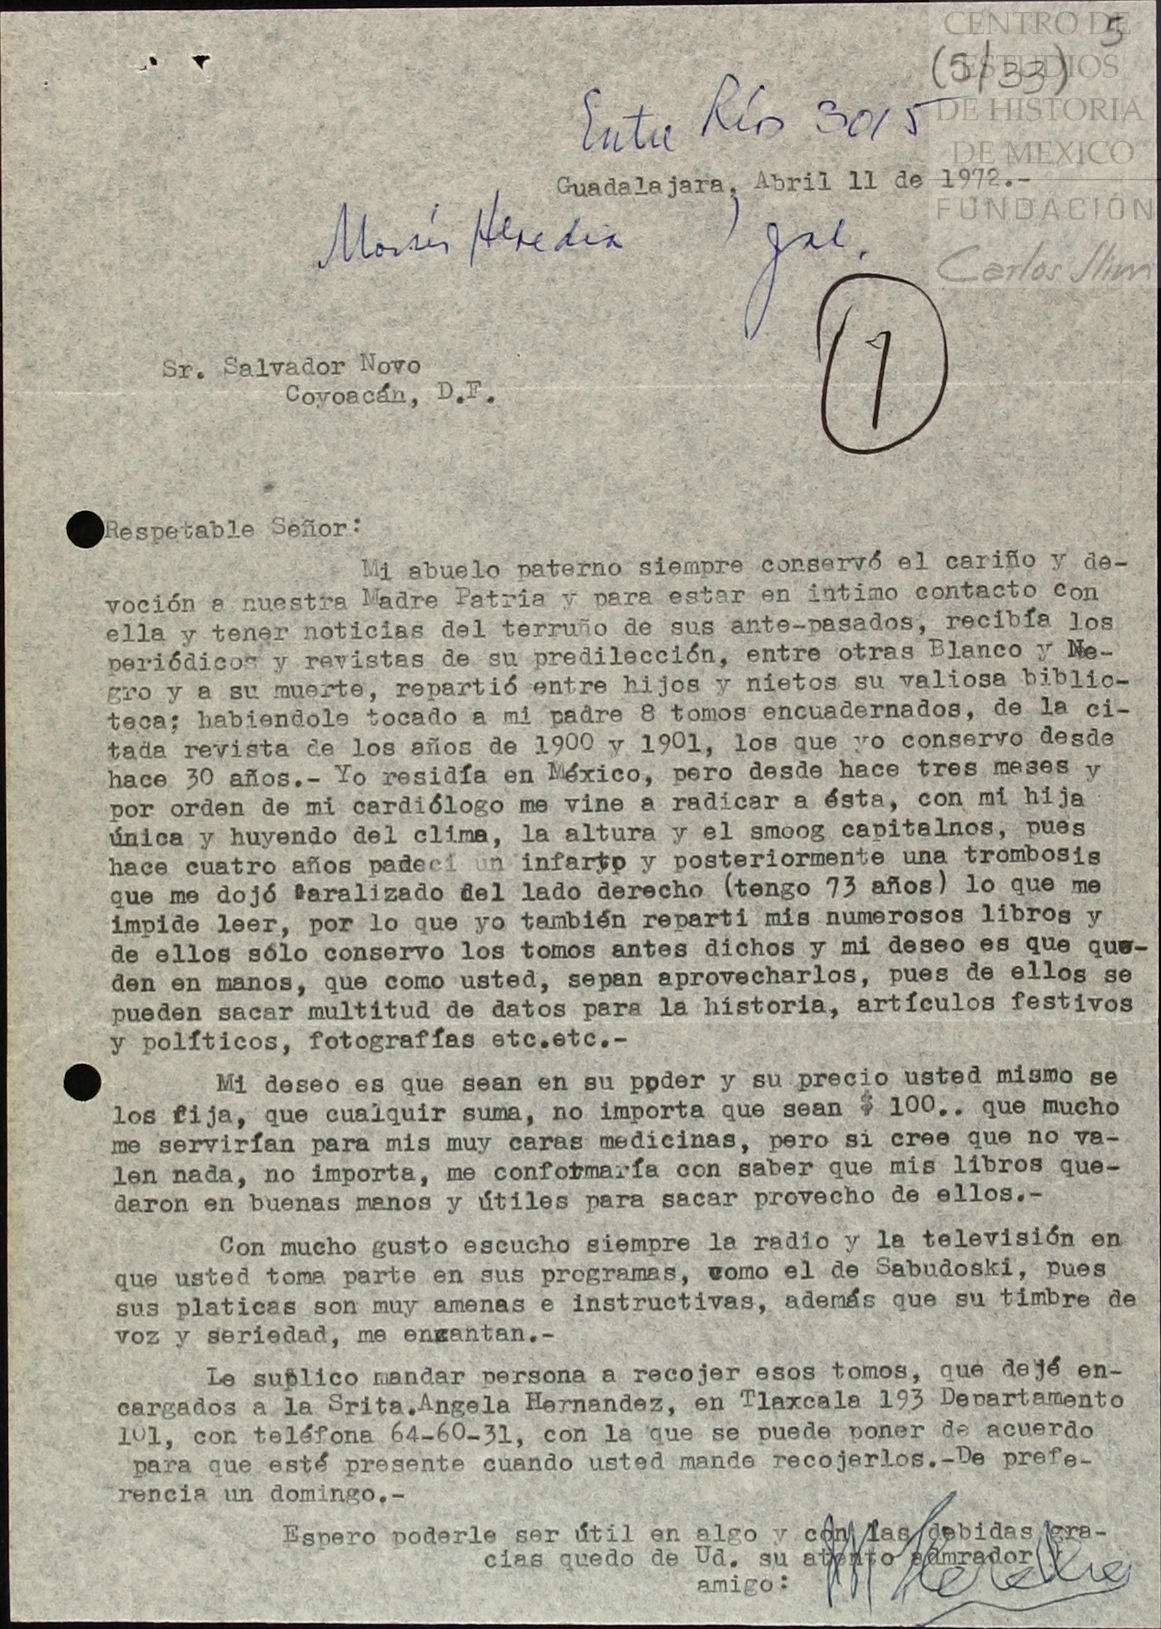 CENTRO DE
ESTUDIOS
DE HISTORIA
DE MEXICO
FUNDACIÓN
Carlos Slim
5
(5/33)
Entre Ríos 3015
Guadalajara, Abril 11 de 1972.-
Moisés Heredia Jal.
1
Sr. Salvador Novo
Coyoacán, D.F.
Respetable Señor:
Mi abuelo paterno siempre conservó el cariño y de-
voción a nuestra Madre Patria y para estar en intimo contacto con
ella y tener noticias del terruño de sus ante-pasados, recibía los
periódicos y revistas de su predilección, entre otras Blanco y Ne-
gro y a su muerte, repartió entre hijos y nietos su valiosa biblio-
teca; habiendole tocado a mi padre 8 tomos encuadernados, de la ci-
tada revista de los años de 1900 y 1901, los que yo conservo desde
hace 30 años.- Yo residía en México, pero desde hace tres meses y
por orden de mi cardiólogo me vine a radicar a ésta, con mi hija
única y huyendo del clima, la altura y el smoog capitalnos, pues
hace cuatro años padeci un infarto y posteriormente una trombosis
que me dojó paralizado del lado derecho (tengo 73 años) lo que me
impide leer, por lo que yo también reparti mis numerosos libros y
de ellos sólo conservo los tomos antes dichos y mi deseo es que que-
den en manos, que como usted, sepan aprovecharlos, pues de ellos se
pueden sacar multitud de datos para la historia, artículos festivos
y políticos, fotografías etc.etc.-
Mi deseo es que sean en su poder y su precio usted mismo se
los fija, que cualquir suma, no importa que sean $ 100.. que mucho
me servirían para mis muy caras medicinas, pero si cree que no va-
len nada, no importa, me conformaría con saber que mis libros que-
daron en buenas manos y útiles para sacar provecho de ellos.-
Con mucho gusto escucho siempre la radio y la televisión en
que usted toma parte en sus programas, como el de Sabudoski, pues
sus platicas son muy amenas e instructivas, además que su timbre de
voz y seriedad, me encantan.-
Le suplico mandar persona a recojer esos tomos, que dejé en-
cargados a la Srita.Angela Hernandez, en Tlaxcala 193 Departamento
101, con teléfona 64-60-31, con la que se puede poner de acuerdo
para que esté presente cuando usted mande recojerlos.-De prefe-
rencia un domingo.-
Espero poderle ser útil en algo y con las debidas gra-
cias quedo de Ud. su atento admrador y
amigo:
M Heredia